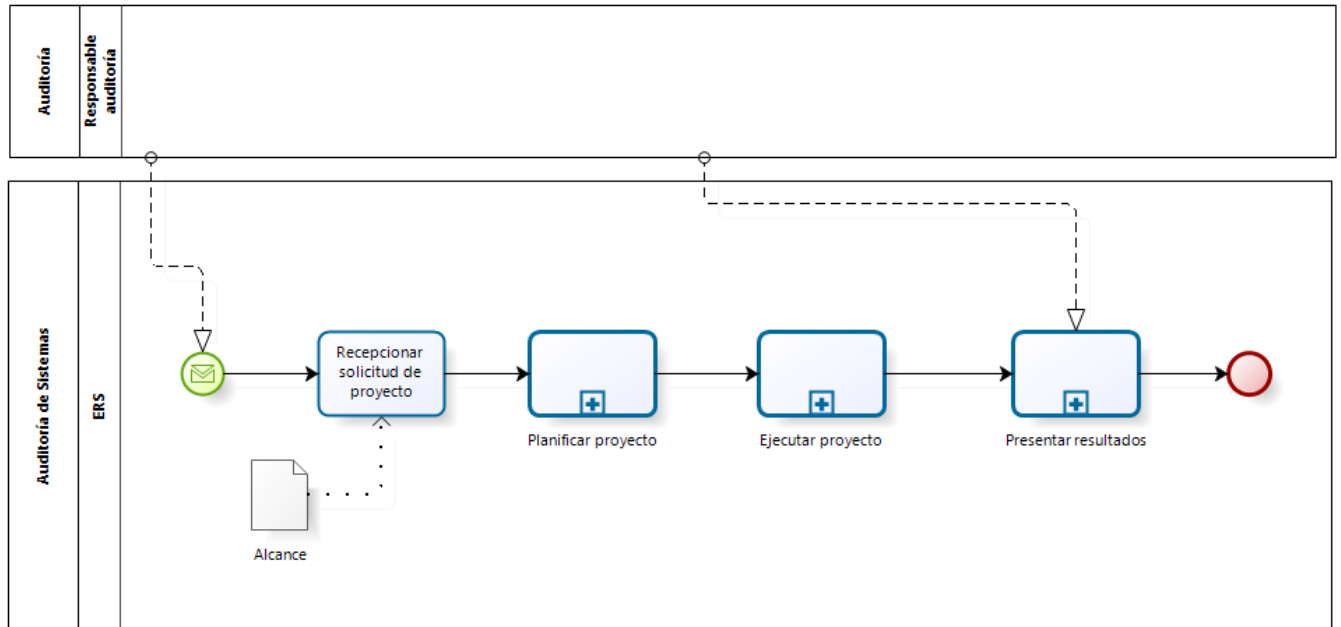 Auditoría
Responsable
auditoría
Auditoría de Sistemas
ERS
Recepcionar
solicitud de
proyecto
Planificar proyecto
Ejecutar proyecto
Presentar resultados
Alcance